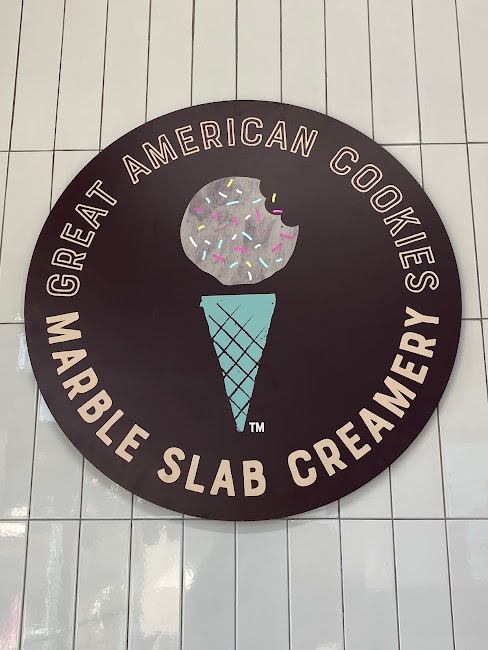 GREAT AMERICAN COOKIES
TM
MARBLE SLAB CREAMERY